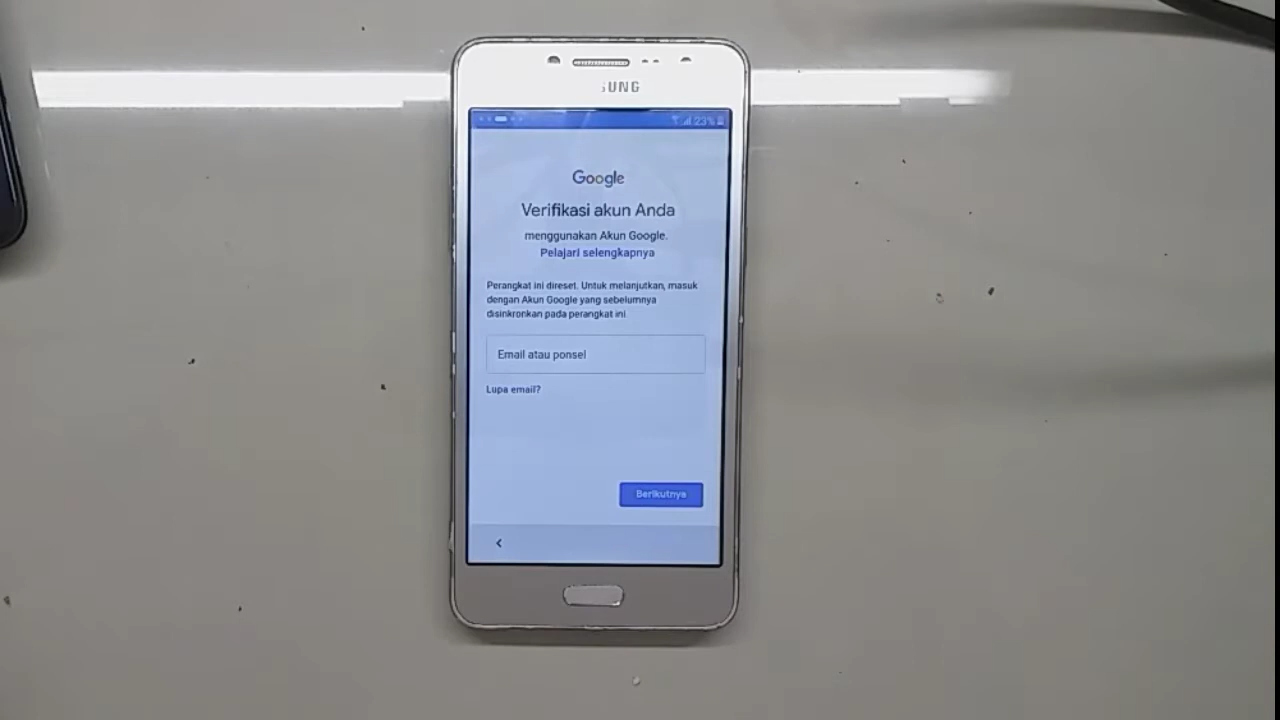 SUNG
23%
Google
Verifikasi akun Anda
menggunakan Akun Google.
Pelajari selengkapnya
Perangkat ini direset. Untuk melanjutkan, masuk
dengan Akun Google yang sebelumnya
disinkronkan pada perangkat ini.
Email atau ponsel
Lupa email?
Berikutnya